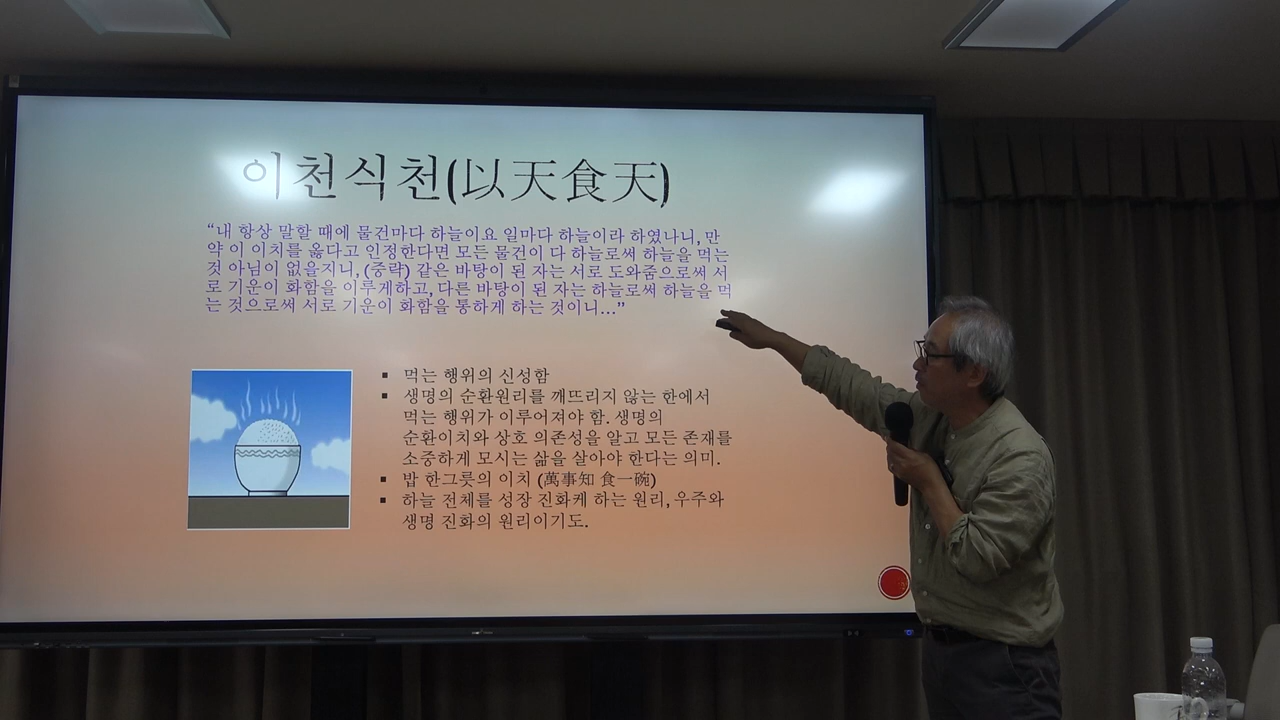 이천식천(以天食天)
“내 항상 말할 때에 물건마다 하늘이요 일마다 하늘이라 하였나니, 만
약 이 이치를 옳다고 인정한다면 모든 물건이 다 하늘로써 하늘을 먹는
것 아님이 없을지니, (중략) 같은 바탕이 된 자는 서로 도와줌으로써 서
로 기운이 화함을 이루게하고, 다른 바탕이 된 자는 하늘로써 하늘을 먹
는 것으로써 서로 기운이 화함을 통하게 하는 것이니...”
▪ 먹는 행위의 신성함
▪ 생명의 순환원리를 깨뜨리지 않는 한에서
먹는 행위가 이루어져야 함. 생명의
순환이치와 상호 의존성을 알고 모든 존재를
소중하게 모시는 삶을 살아야 한다는 의미.
▪ 밥 한그릇의 이치 (萬事知 食一碗)
▪ 하늘 전체를 성장 진화케 하는 원리, 우주와
생명 진화의 원리이기도.